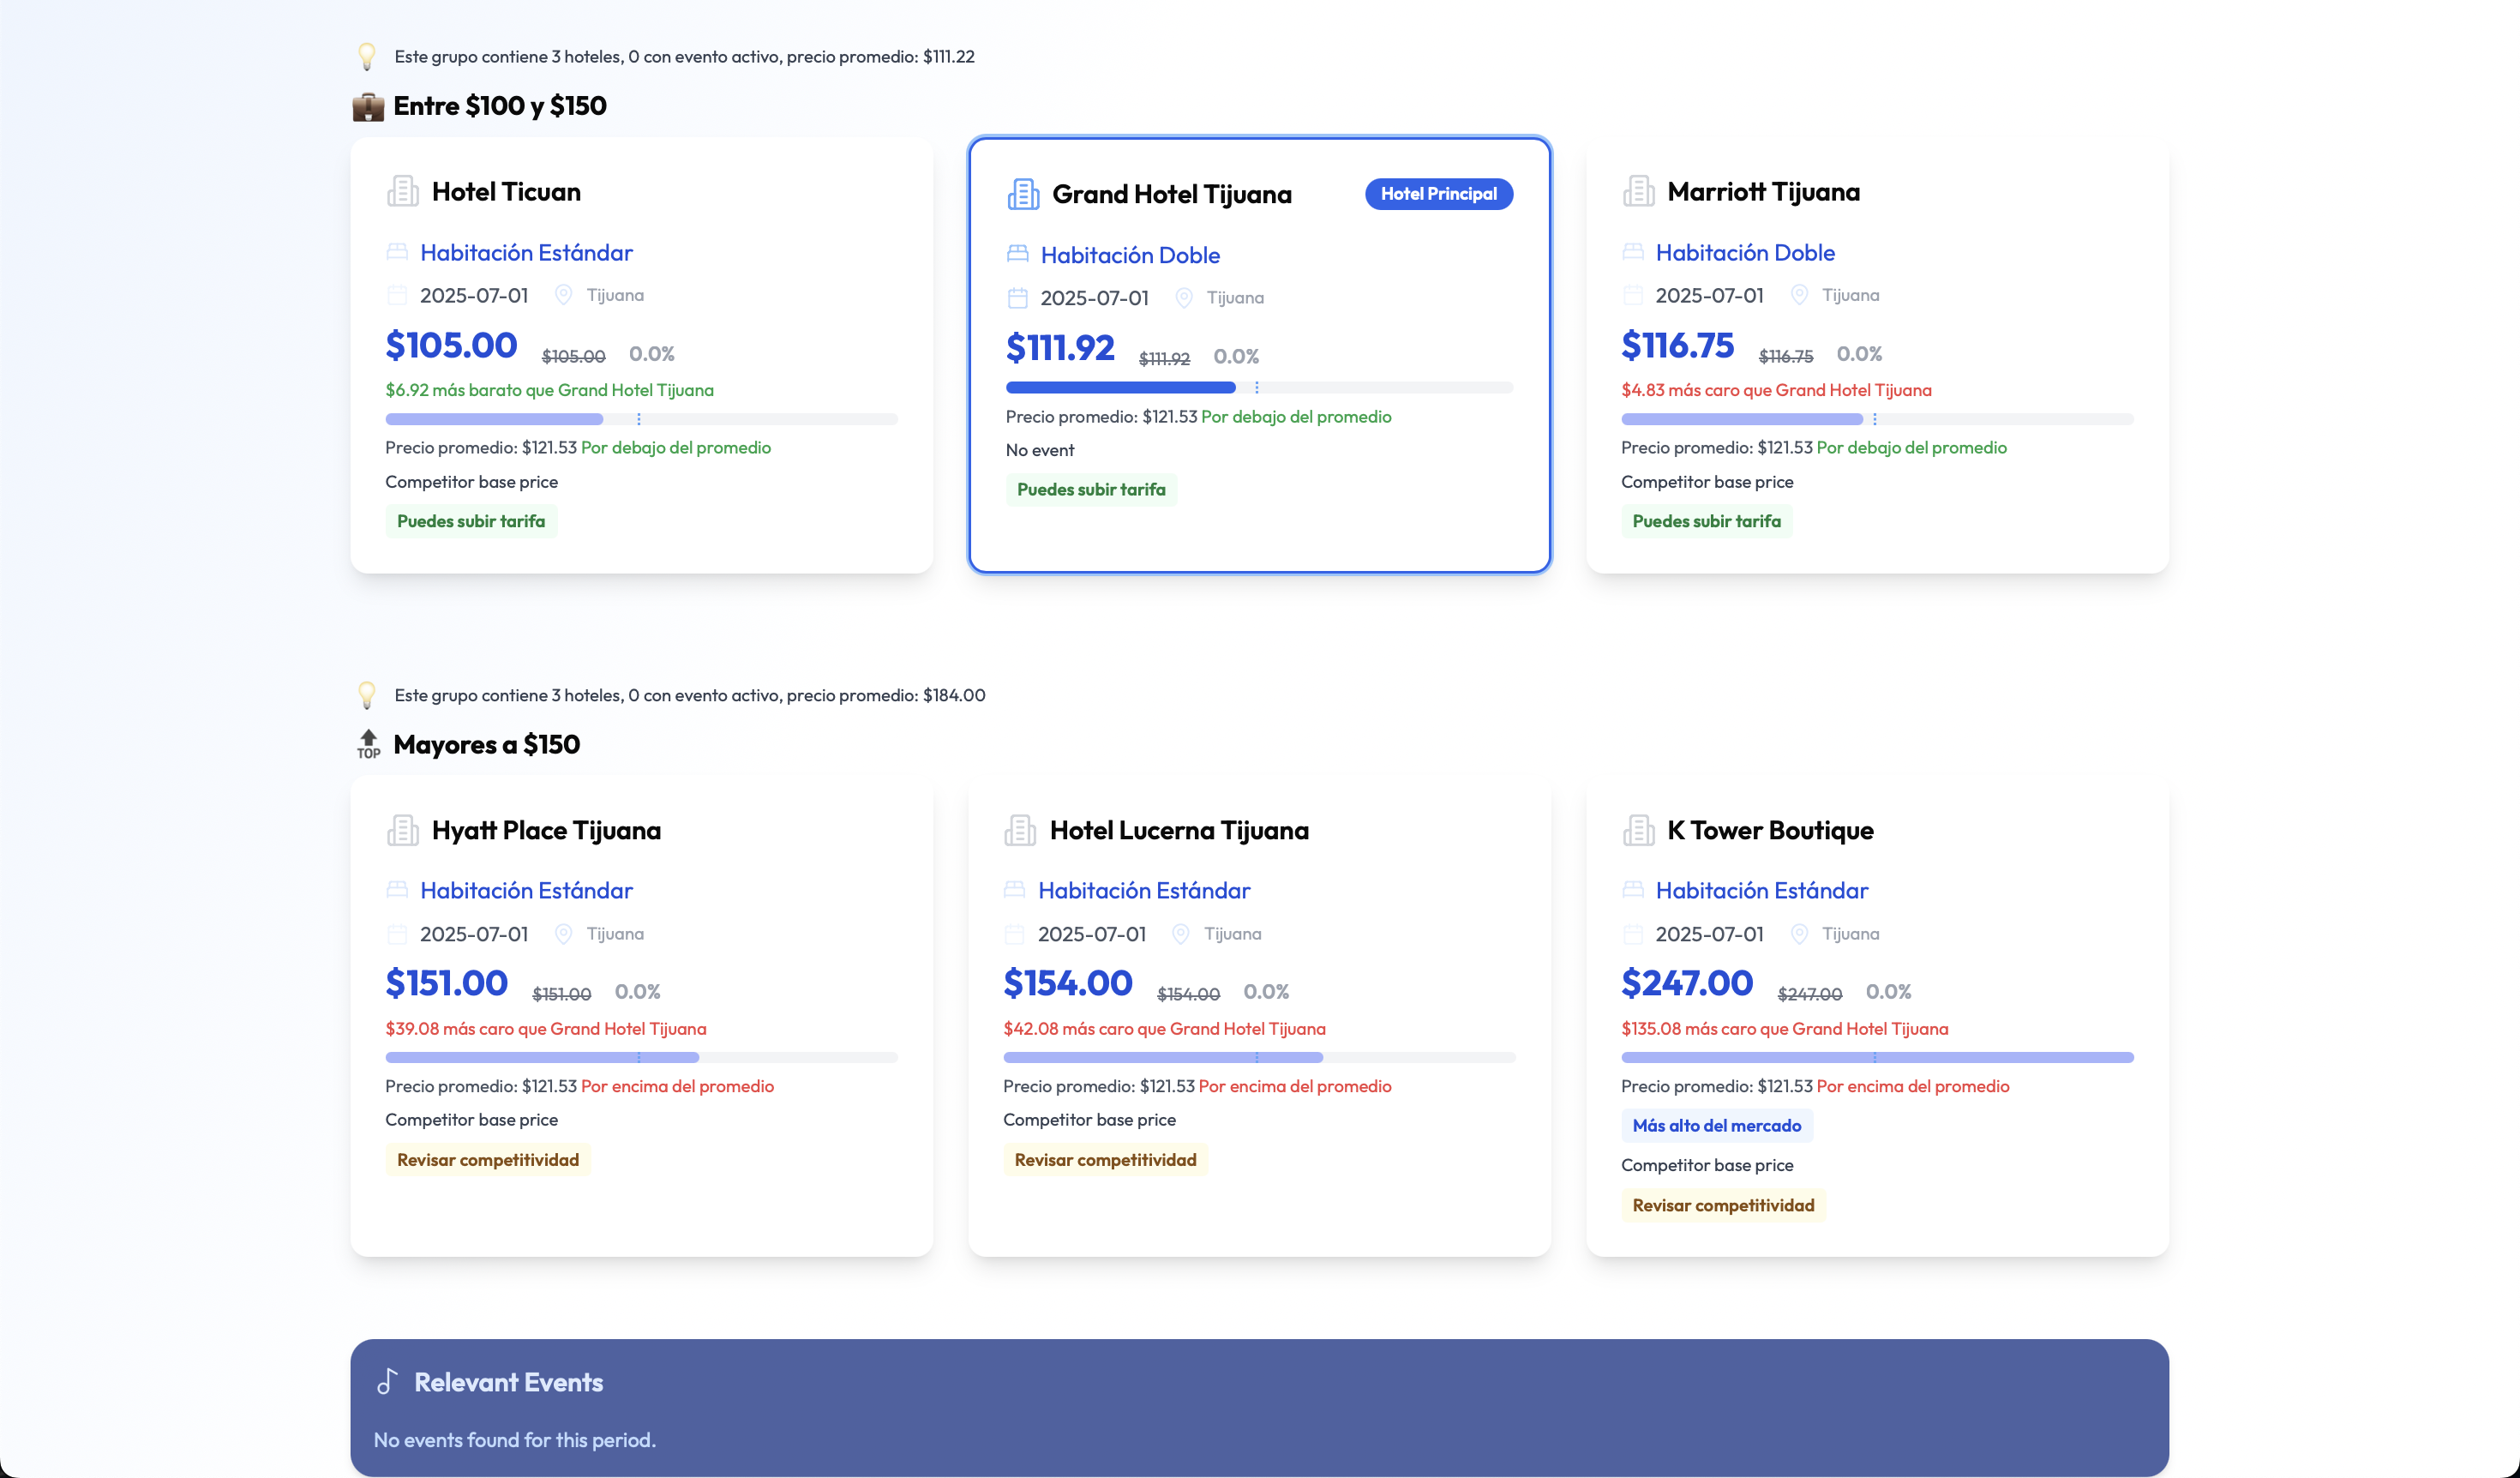 Este grupo contiene 3 hoteles, 0 con evento activo, precio promedio: $111.22
Entre $100 y $150
Hotel Ticuan
Habitación Estándar
2025-07-01 Tijuana
$105.00 $105.00 0.0%
$6.92 más barato que Grand Hotel Tijuana
Precio promedio: $121.53 Por debajo del promedio
Competitor base price
Puedes subir tarifa
Grand Hotel Tijuana Hotel Principal
Habitación Doble
2025-07-01 Tijuana
$111.92 $111.92 0.0%
Precio promedio: $121.53 Por debajo del promedio
No event
Puedes subir tarifa
Marriott Tijuana
Habitación Doble
2025-07-01 Tijuana
$116.75 $116.75 0.0%
$4.83 más caro que Grand Hotel Tijuana
Precio promedio: $121.53 Por debajo del promedio
Competitor base price
Puedes subir tarifa
Este grupo contiene 3 hoteles, 0 con evento activo, precio promedio: $184.00
TOP Mayores a $150
Hyatt Place Tijuana
Habitación Estándar
2025-07-01 Tijuana
$151.00 $151.00 0.0%
$39.08 más caro que Grand Hotel Tijuana
Precio promedio: $121.53 Por encima del promedio
Competitor base price
Revisar competitividad
Hotel Lucerna Tijuana
Habitación Estándar
2025-07-01 Tijuana
$154.00 $154.00 0.0%
$42.08 más caro que Grand Hotel Tijuana
Precio promedio: $121.53 Por encima del promedio
Competitor base price
Revisar competitividad
K Tower Boutique
Habitación Estándar
2025-07-01 Tijuana
$247.00 $247.00 0.0%
$135.08 más caro que Grand Hotel Tijuana
Precio promedio: $121.53 Por encima del promedio
Más alto del mercado
Competitor base price
Revisar competitividad
Relevant Events
No events found for this period.